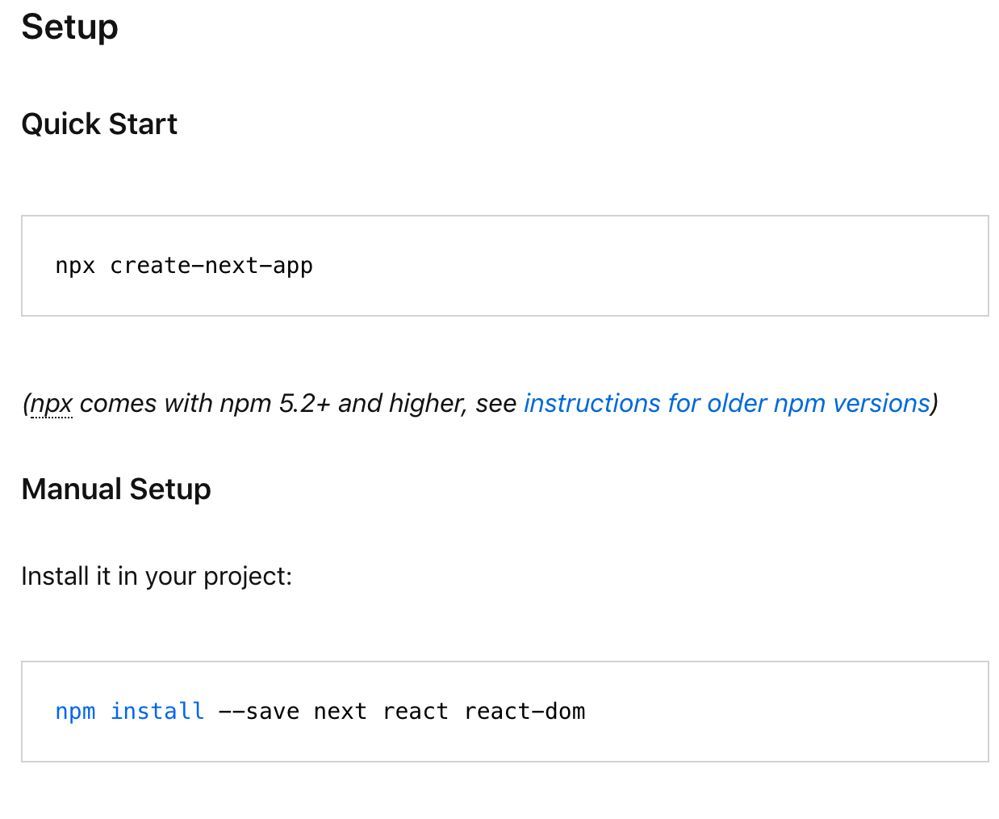 Setup
Quick Start
npx create-next-app
(npx comes with npm 5.2+ and higher, see instructions for older npm versions)
Manual Setup
Install it in your project:
npm install --save next react react-dom